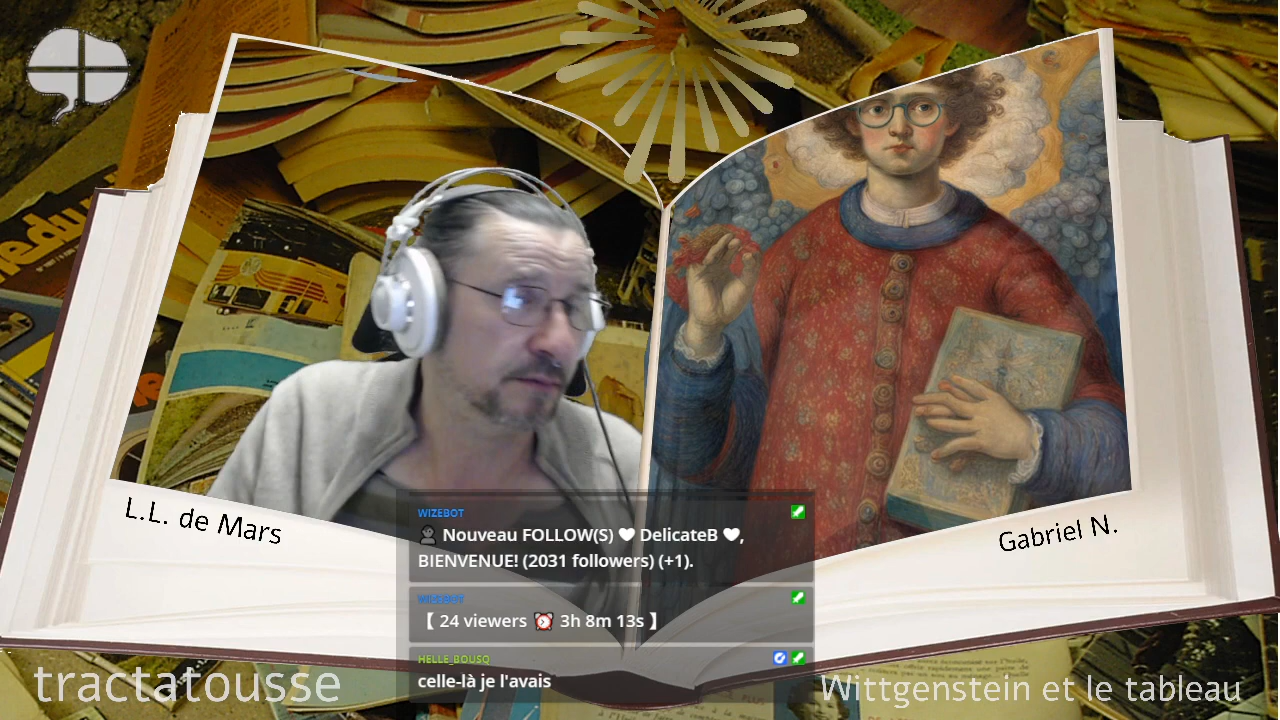 L.L. de Mars
Gabriel N.
WIZEBOT
Nouveau FOLLOW(S) 🤍 DelicateB 🤍,
BIENVENUE! (2031 followers) (+1).
WIZEBOT
【 24 viewers ⏰ 3h 8m 13s 】
HELLE_BOUSQ
celle-là je l'avais
tractatousse
Wittgenstein et le tableau